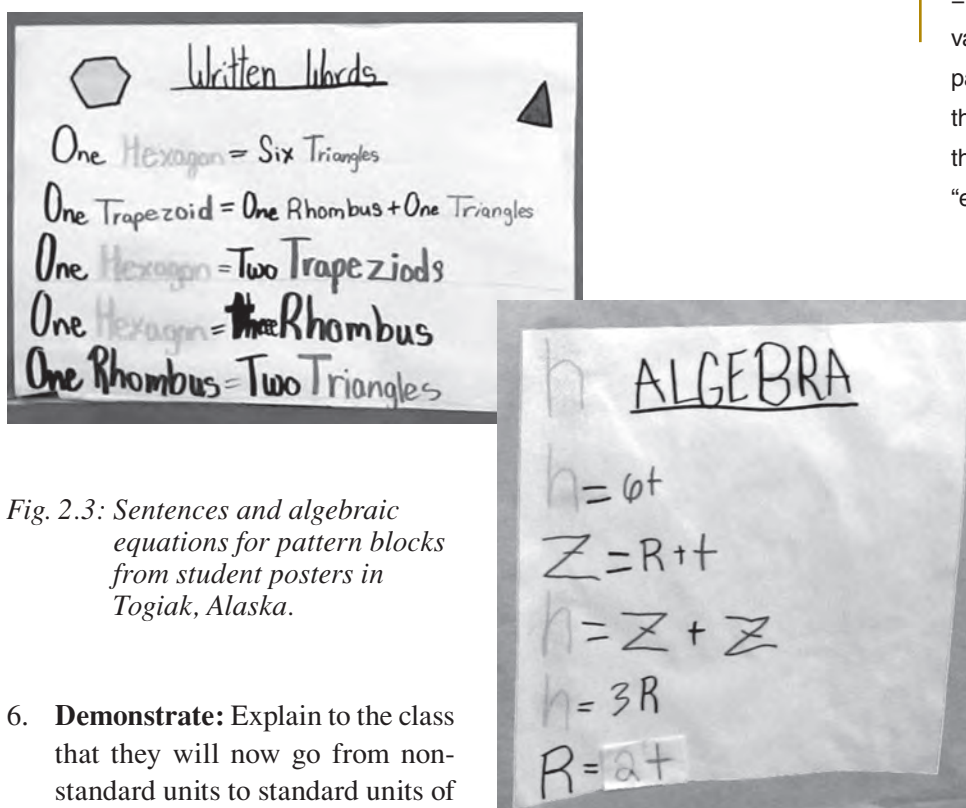 Written Words
One Hexagon = Six Triangles
One Trapezoid = One Rhombus + One Triangles
One Hexagon = Two Trapeziods
One Hexagon = three Rhombus
One Rhombus = Two Triangles
h ALGEBRA
h = 6t
Z = R + t
h = Z + Z
h = 3R
R = 2t
Fig. 2.3: Sentences and algebraic
equations for pattern blocks
from student posters in
Togiak, Alaska.
6. Demonstrate: Explain to the class
that they will now go from non-
standard units to standard units of